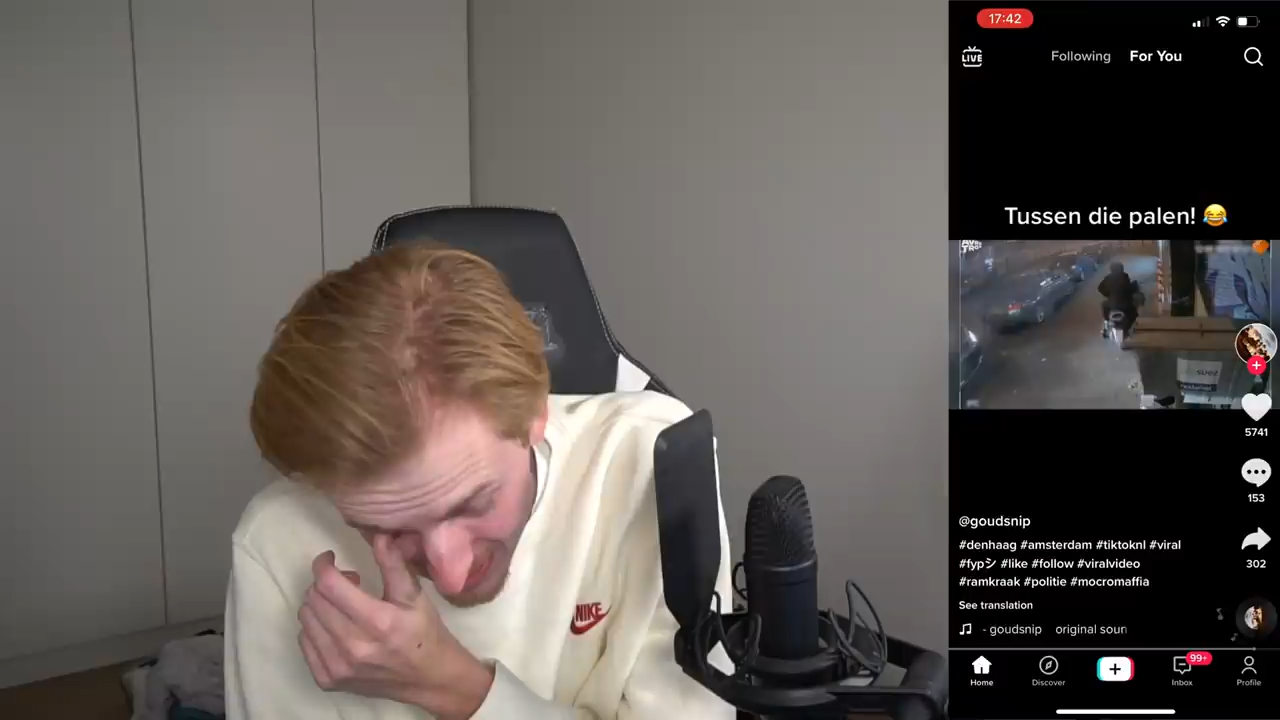 17:42
LIVE
Following
For You
Tussen die palen! 😂
AVRO
TROS
NIKE
5741
153
302
@goudsnip
#denhaag #amsterdam #tiktoknl #viral
#fypシ #like #follow #viralvideo
#ramkraak #politie #mocromaffia
See translation
- goudsnip original soun
99+
Home
Discover
Inbox
Profile